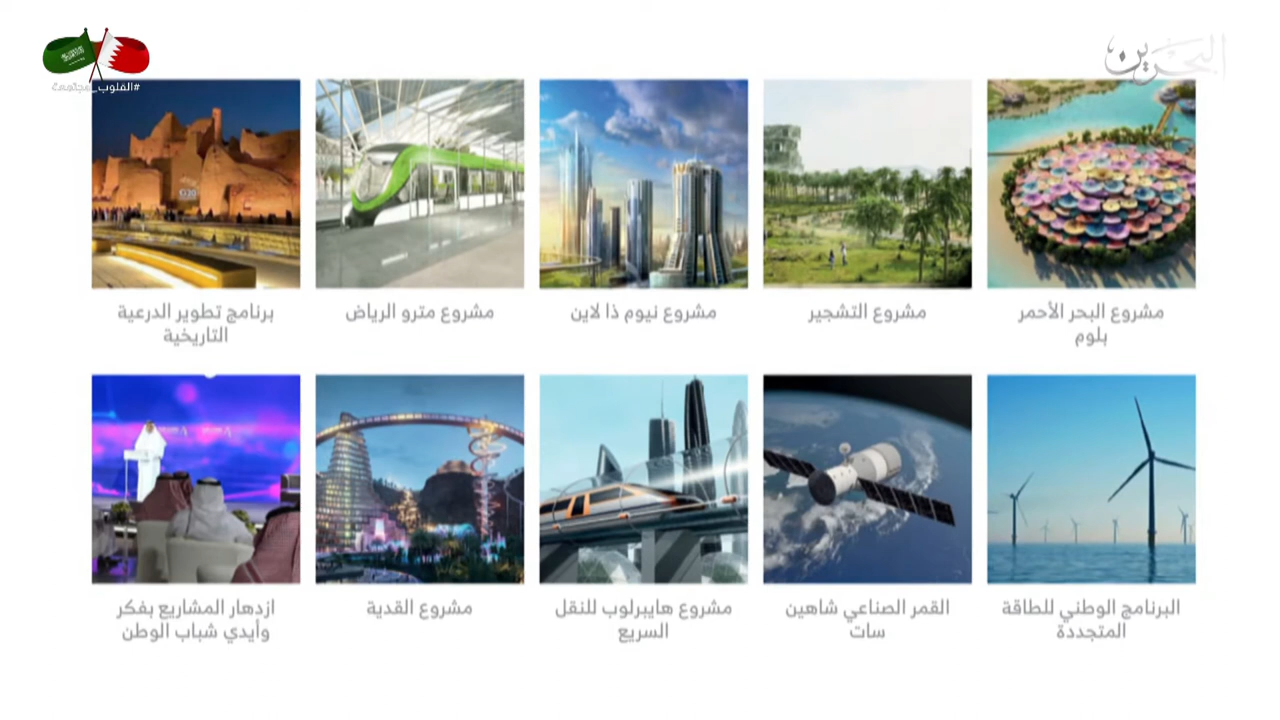 البحرين
#القلوب_مجتمعة
مشروع البحر الأحمر
بلوم
مشروع التشجير
مشروع نيوم ذا لاين
مشروع مترو الرياض
برنامج تطوير الدرعية
التاريخية
البرنامج الوطني للطاقة
المتجددة
القمر الصناعي شاهين
سات
مشروع هايبرلوب للنقل
السريع
مشروع القدية
ازدهار المشاريع بفكر
وأيدي شباب الوطن